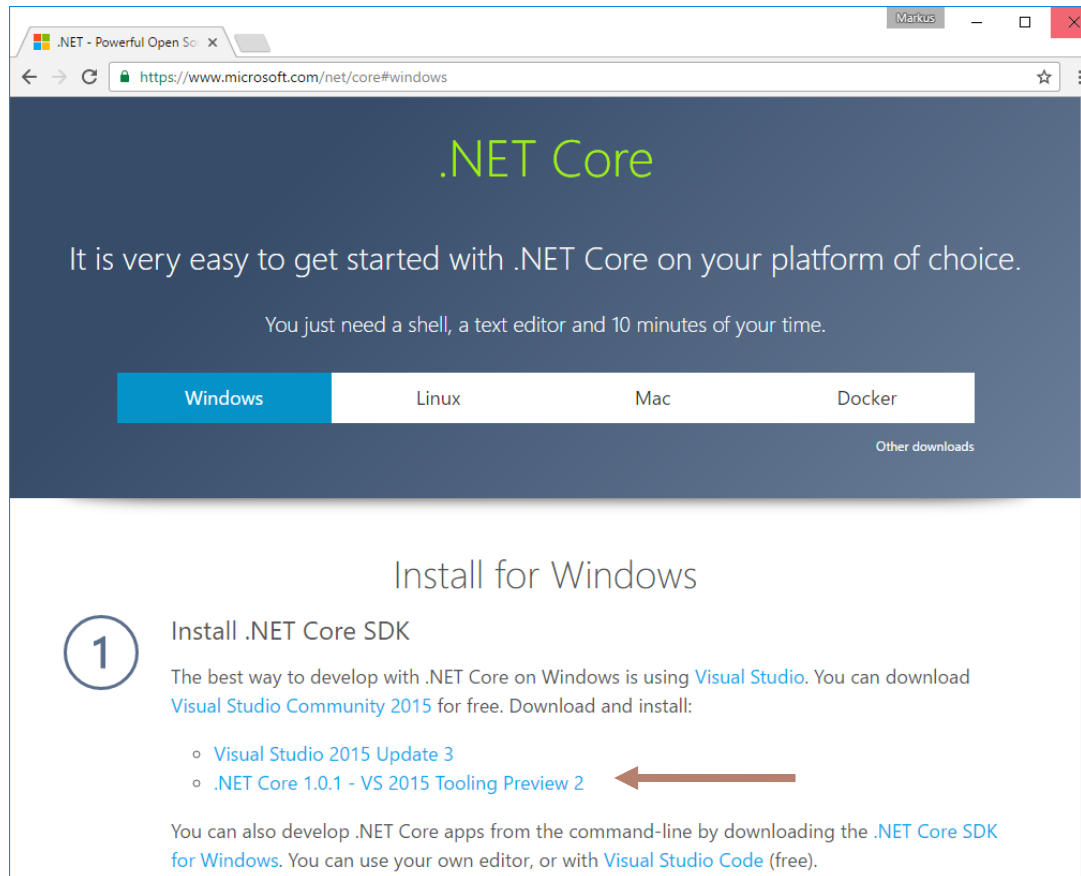 Markus
.NET - Powerful Open So
https://www.microsoft.com/net/core#windows
.NET Core
It is very easy to get started with .NET Core on your platform of choice.
You just need a shell, a text editor and 10 minutes of your time.
Windows Linux Mac Docker
Other downloads
Install for Windows
1
Install .NET Core SDK
The best way to develop with .NET Core on Windows is using Visual Studio. You can download
Visual Studio Community 2015 for free. Download and install:
Visual Studio 2015 Update 3
.NET Core 1.0.1 - VS 2015 Tooling Preview 2
You can also develop .NET Core apps from the command-line by downloading the .NET Core SDK
for Windows. You can use your own editor, or with Visual Studio Code (free).